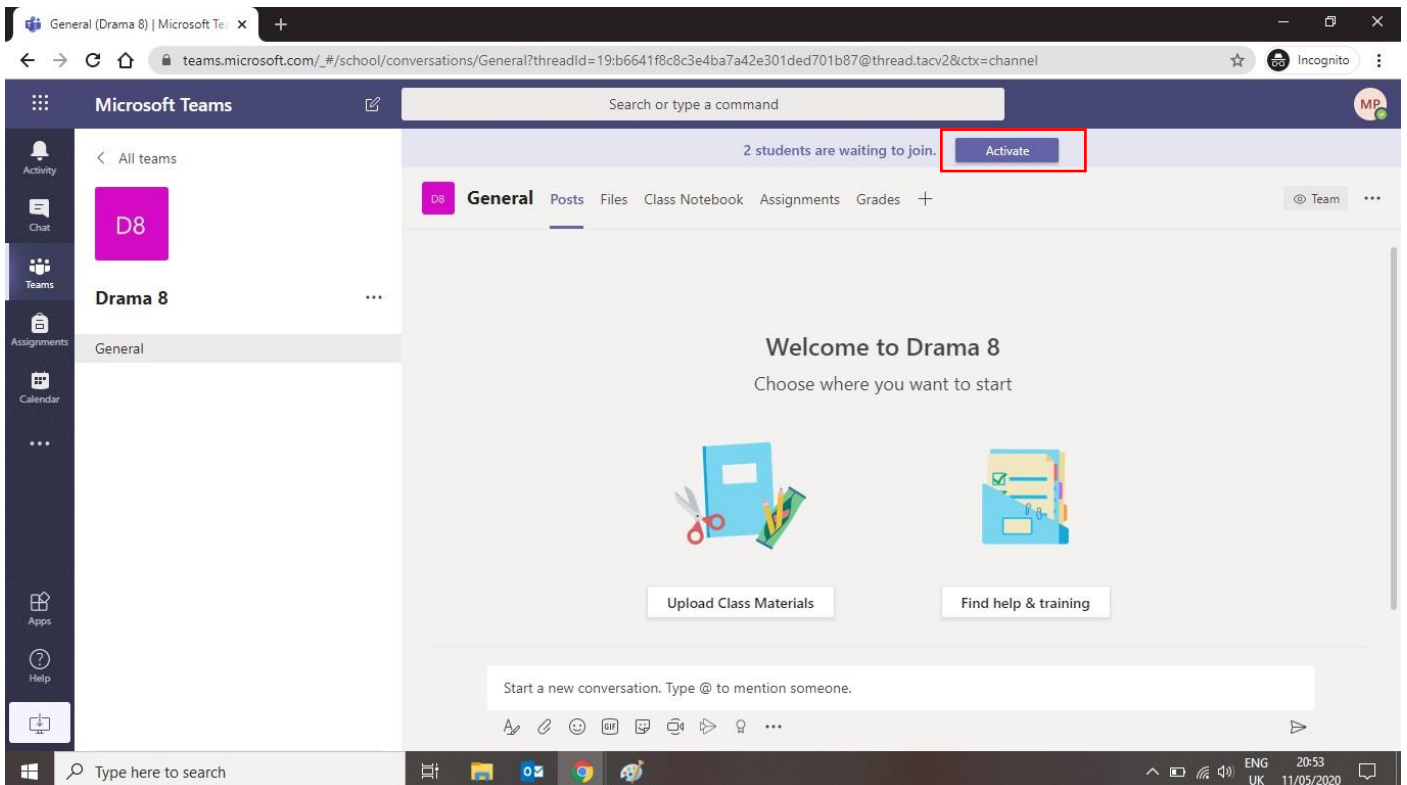 General (Drama 8) | Microsoft Tea
teams.microsoft.com/_#/school/conversations/General?threadId=19:b6641f8c8c3e4ba7a42e301ded701b87@thread.tacv2&ctx=channel
Incognito
Microsoft Teams
Search or type a command
MP
Activity
Chat
Teams
Assignments
Calendar
Apps
Help
All teams
D8
Drama 8
General
2 students are waiting to join.
Activate
D8
General
Posts
Files
Class Notebook
Assignments
Grades
Team
Welcome to Drama 8
Choose where you want to start
Upload Class Materials
Find help & training
Start a new conversation. Type @ to mention someone.
GIF
Type here to search
ENG
UK
20:53
11/05/2020